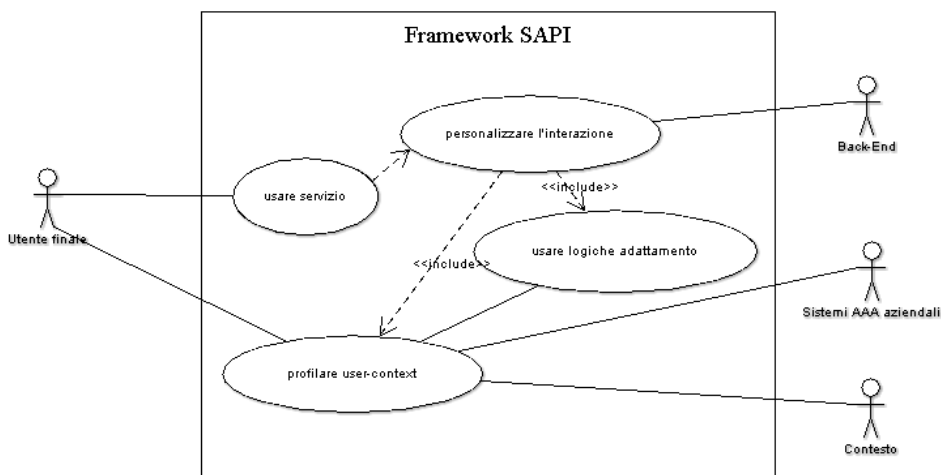 Framework SAPI
personalizzare l'interazione
Back-End
<<include>>
usare servizio
Utente finale
usare logiche adattamento
<<include>>
Sistemi AAA aziendali
profilare user-context
Contesto